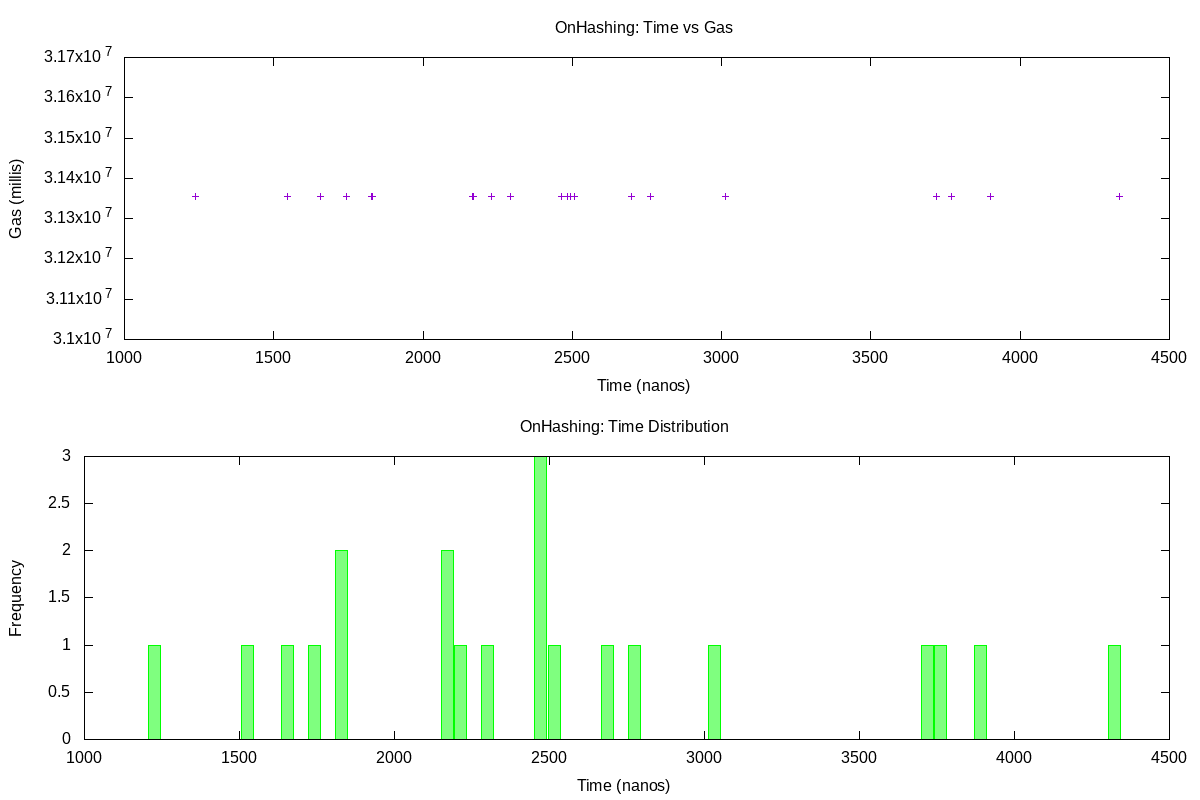 OnHashing: Time vs Gas
3.17x10 7
3.16x10 7
3.15x10 7
3.14x10 7
3.13x10 7
3.12x10 7
3.11x10 7
3.1x10 7
Gas (millis)
1000 1500 2000 2500 3000 3500 4000 4500
Time (nanos)
OnHashing: Time Distribution
3
2.5
2
1.5
1
0.5
0
Frequency
1000 1500 2000 2500 3000 3500 4000 4500
Time (nanos)